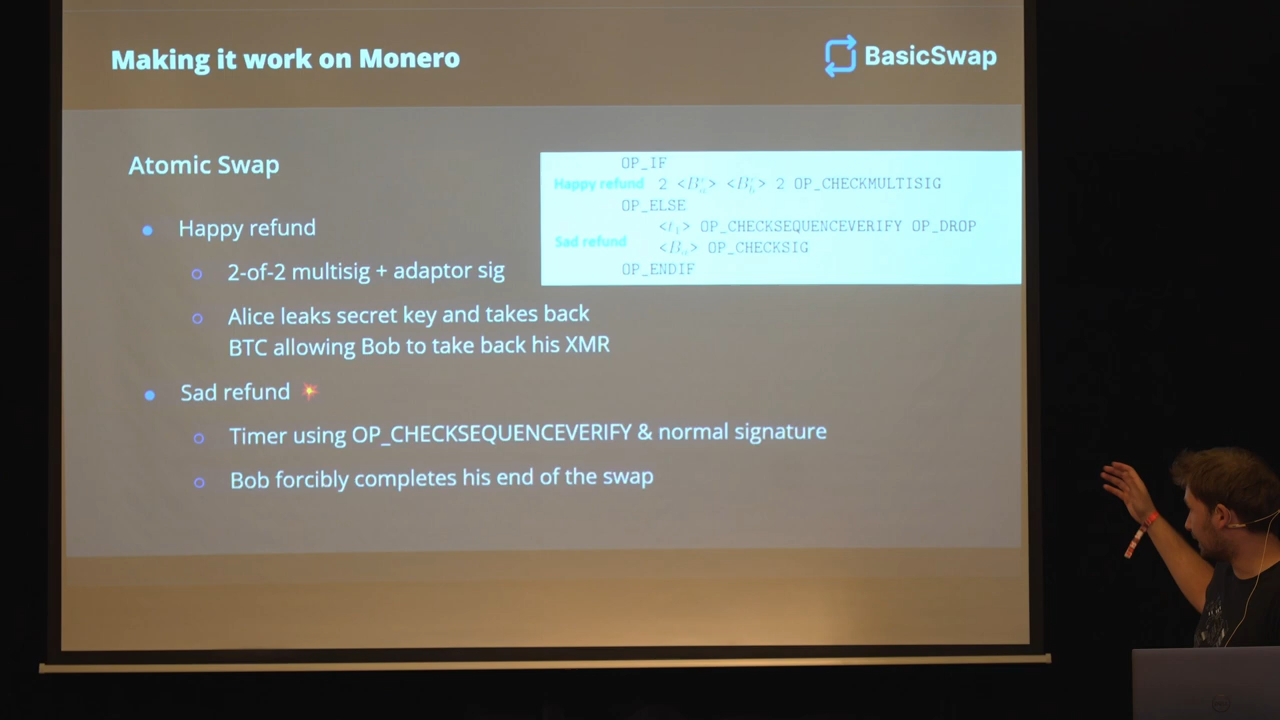 Making it work on Monero
BasicSwap
Atomic Swap
Happy refund
2-of-2 multisig + adaptor sig
Alice leaks secret key and takes back
BTC allowing Bob to take back his XMR
Sad refund 💥
Timer using OP_CHECKSEQUENCEVERIFY & normal signature
Bob forcibly completes his end of the swap
OP_IF
Happy refund 2 <B> <B> 2 OP_CHECKMULTISIG
OP_ELSE
<t₁> OP_CHECKSEQUENCEVERIFY OP_DROP
Sad refund
<B> OP_CHECKSIG
OP_ENDIF